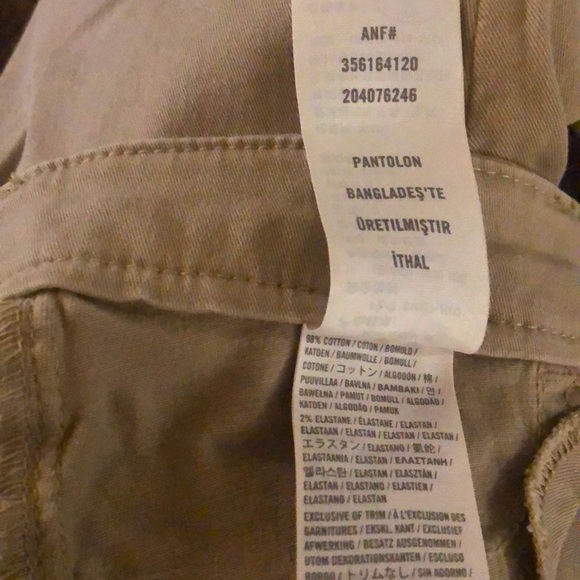 ANF#
356164120
204076246
PANTOLON
BANGLADEŞ'TE
ÜRETILMIŞTIR
İTHAL
98% COTTON / COTON / BOMULD /
KATOEN / BAUMWOLLE / BOMULL /
COTONE / コットン / ALGODÓN / 棉 /
PUUVILLAA / BAVLNA / ΒΑΜΒΑΚΙ / 면 /
BAWEŁNA / PAMUT / BOMULL / ALGODÃO /
KATOEN / ALGODÃO / PAMUK
2% ELASTANE / ÉLASTANE / ELASTAN /
ELASTAAN / ELASTAN / ELASTAN / ELASTAN /
エラスタン / ELASTANO / 氨纶 /
ELASTAANIA / ELASTAN / ΕΛΑΣΤΑΝΗ /
엘라스탄 / ELASTAN / ELASZTÁN /
ELASTAN / ELASTANO / ELASTIEN /
ELASTANO / ELASTAN
EXCLUSIVE OF TRIM / À L'EXCLUSION DES
GARNITURES / EKSKL. KANT / EXCLUSIEF
AFWERKING / BESATZ AUSGENOMMEN /
UTOM DEKORATIONSKANTEN / ESCLUSO
BORDO / トリムなし / SIN ADORNO /